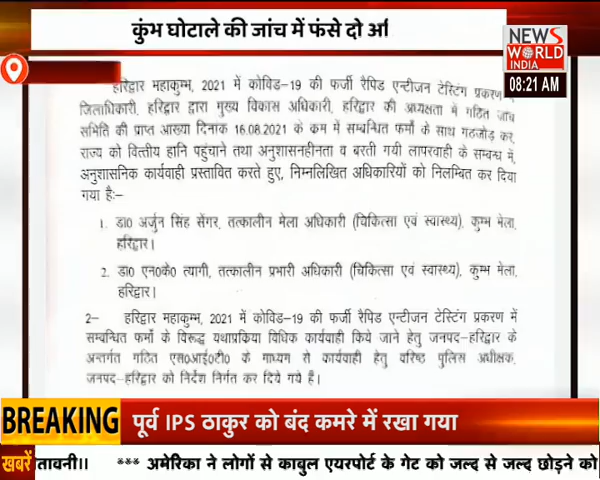 कुंभ घोटाले की जांच में फंसे दो अ
NEWS
WORLD
INDIA
08:21 AM
हरिद्वार महाकुम्भ, 2021 में कोविड-19 की फर्जी रैपिड एन्टीजन टेस्टिंग प्रकरण
जिलाधिकारी, हरिद्वार द्वारा मुख्य विकास अधिकारी, हरिद्वार की अध्यक्षता में गठित जांच
समिति की प्राप्त आख्या दिनाक 16.08.2021 के क्रम में सम्बन्धित फर्मों के साथ गठजोड़ कर,
राज्य को वित्तीय हानि पहुंचाने तथा अनुशासनहीनता व बरती गयी लापरवाही के सम्बन्ध में,
अनुशासनिक कार्यवाही प्रस्तावित करते हुए, निम्नलिखित अधिकारियों को निलम्बित कर दिया
गया है:-
1. डा0 अर्जुन सिंह सेंगर, तत्कालीन मेला अधिकारी (चिकित्सा एवं स्वास्थ्य), कुम्भ मेला,
हरिद्वार।
2. डा0 एन0के0 त्यागी, तत्कालीन प्रभारी अधिकारी (चिकित्सा एवं स्वास्थ्य), कुम्भ मेला,
हरिद्वार।
2- हरिद्वार महाकुम्भ, 2021 में कोविड-19 की फर्जी रैपिड एन्टीजन टेस्टिंग प्रकरण में
सम्बन्धित फर्मों के विरूद्ध यथाप्रक्रिया विधिक कार्यवाही किये जाने हेतु जनपद-हरिद्वार के
अन्तर्गत गठित एस0आई0टी0 के माध्यम से कार्यवाही हेतु वरिष्ठ पुलिस अधीक्षक,
जनपद-हरिद्वार को निर्देश निर्गत कर दिये गये है।
BREAKING पूर्व IPS ठाकुर को बंद कमरे में रखा गया
खबरें तावनी।। *** अमेरिका ने लोगों से काबुल एयरपोर्ट के गेट को जल्द से जल्द छोड़ने को